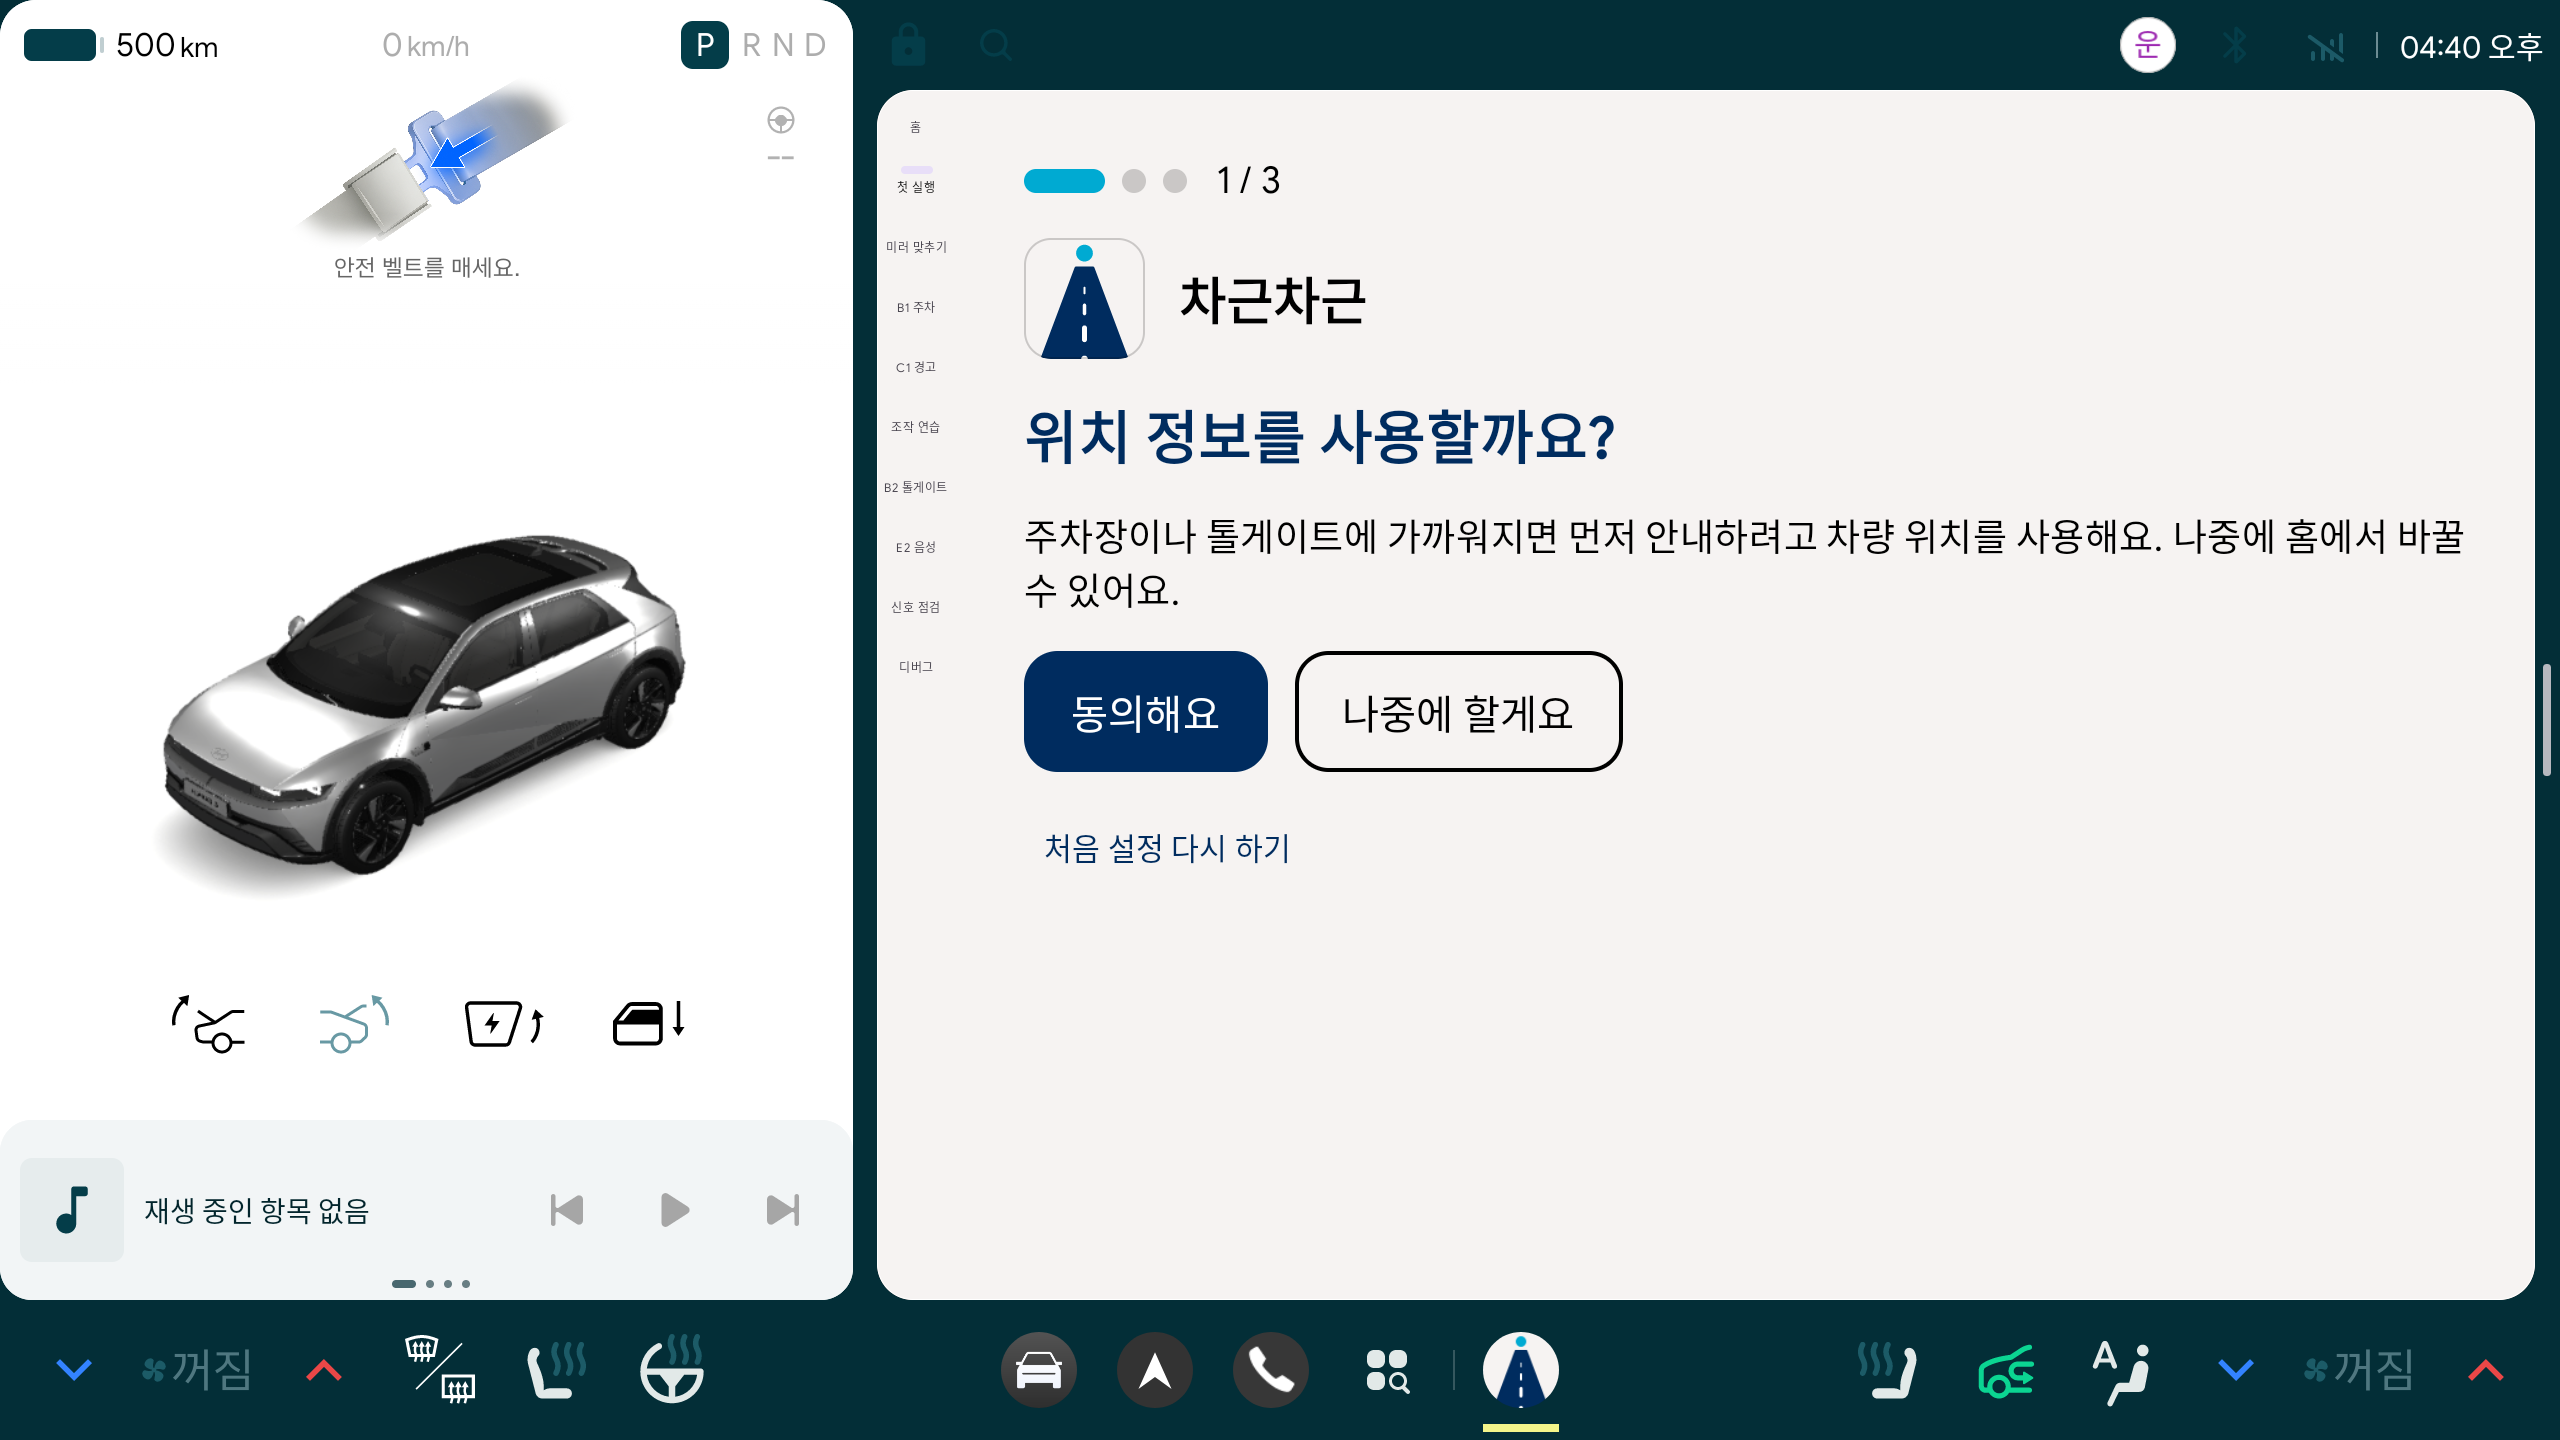 500 km
0 km/h
P R N D
안전 벨트를 매세요.
재생 중인 항목 없음
운
04:40 오후
홈
첫 실행
미러 맞추기
B1 주차
C1 경고
조작 연습
B2 톨게이트
E2 음성
신호 점검
디버그
1 / 3
차근차근
위치 정보를 사용할까요?
주차장이나 톨게이트에 가까워지면 먼저 안내하려고 차량 위치를 사용해요. 나중에 홈에서 바꿀
수 있어요.
동의해요
나중에 할게요
처음 설정 다시 하기
꺼짐
A
꺼짐